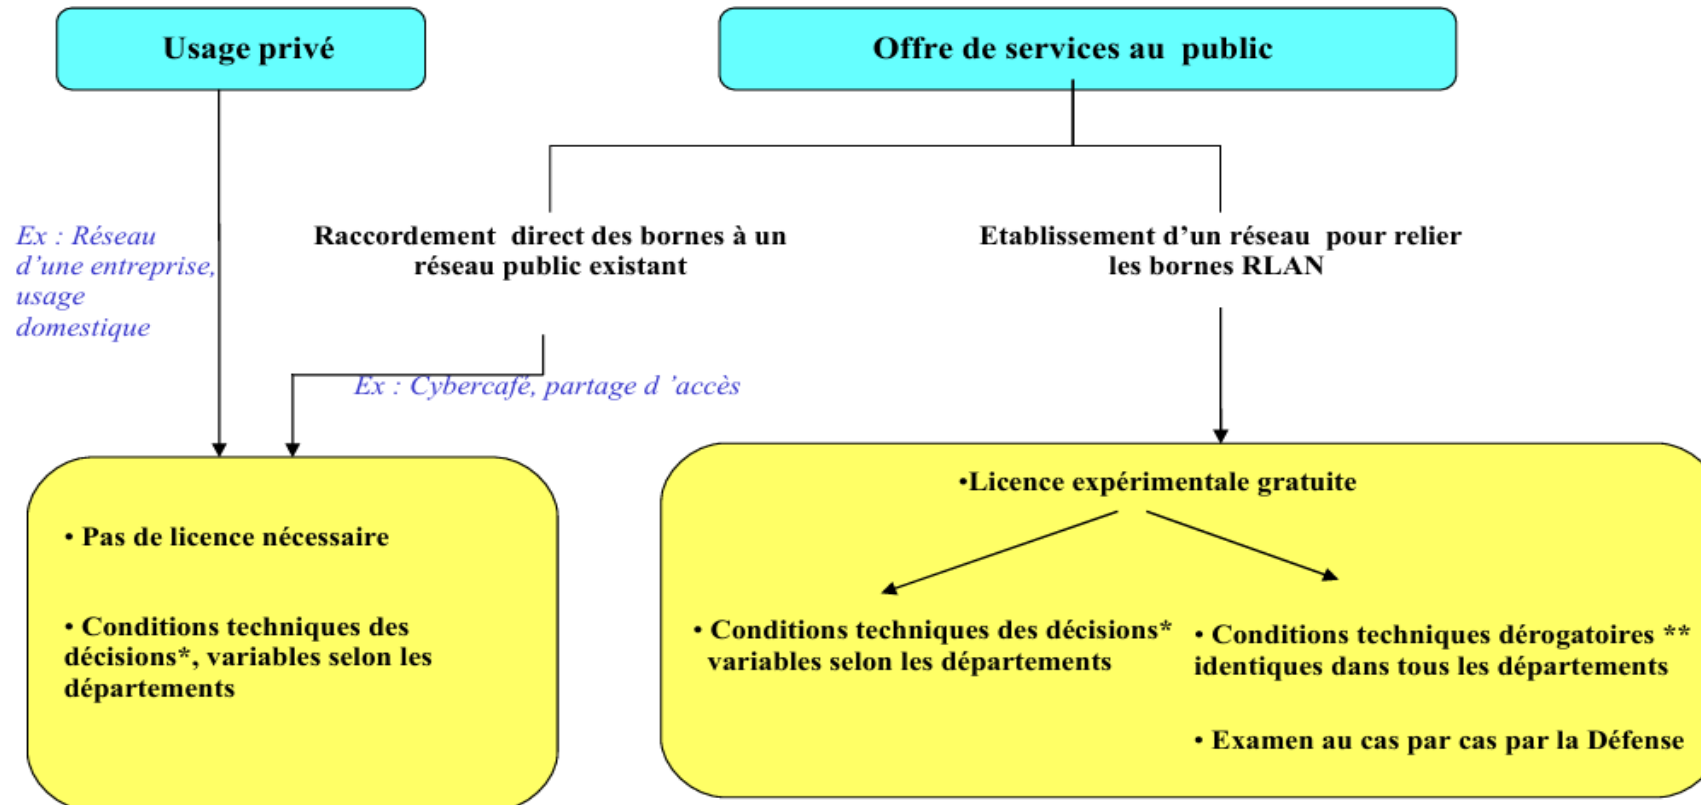 Usage privé
Offre de services au public
Ex : Réseau
d’une entreprise,
usage
domestique
Raccordement direct des bornes à un
réseau public existant
Etablissement d’un réseau pour relier
les bornes RLAN
Ex : Cybercafé, partage d ’accès
• Pas de licence nécessaire
• Conditions techniques des
décisions*, variables selon les
départements
•Licence expérimentale gratuite
• Conditions techniques des décisions*
variables selon les départements
• Conditions techniques dérogatoires **
identiques dans tous les départements
• Examen au cas par cas par la Défense